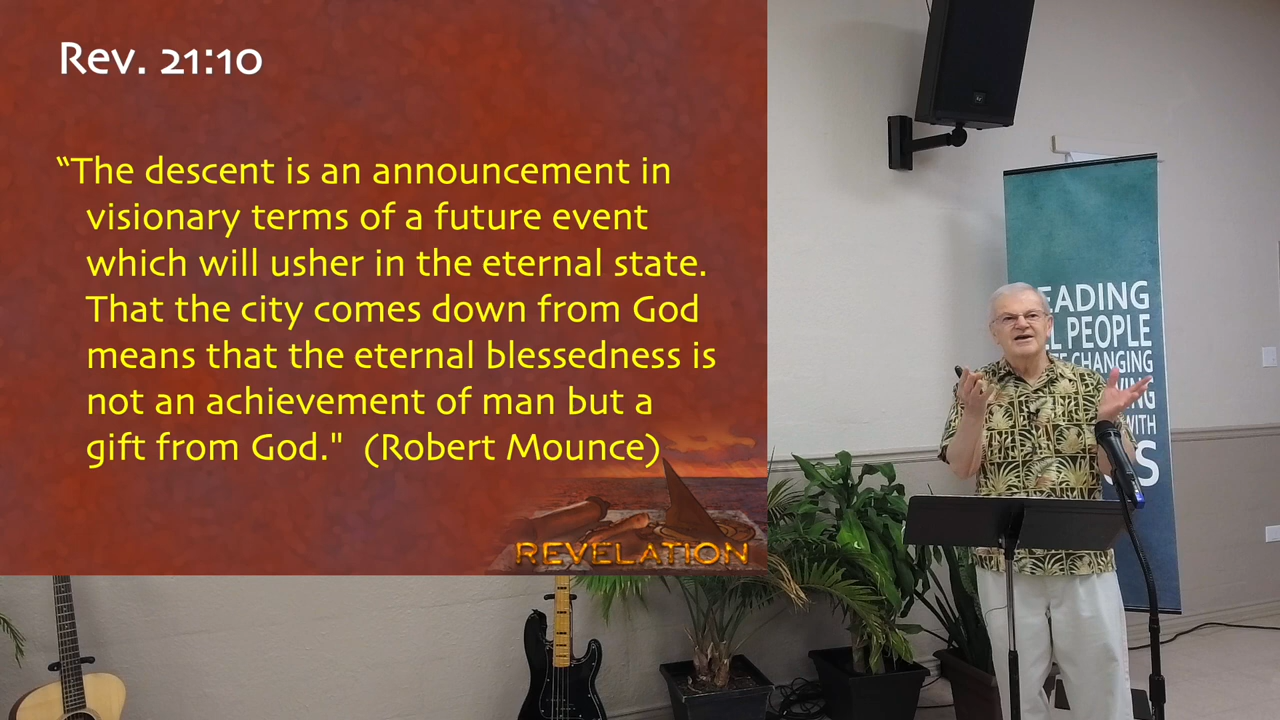 Rev. 21:10
“The descent is an announcement in
visionary terms of a future event
which will usher in the eternal state.
That the city comes down from God
means that the eternal blessedness is
not an achievement of man but a
gift from God."  (Robert Mounce)
REVELATION
EADING
PEOPLE
CHANGING
WITH